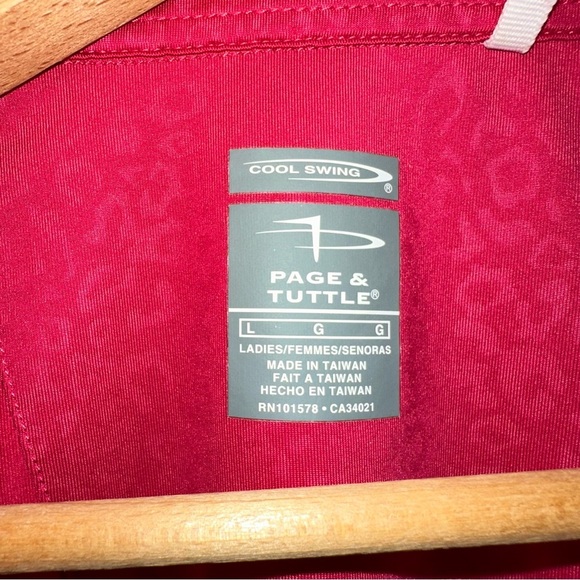 COOL SWING
®
PAGE &
TUTTLE®
L G G
LADIES/FEMMES/SENORAS
MADE IN TAIWAN
FAIT A TAIWAN
HECHO EN TAIWAN
RN101578 • CA34021